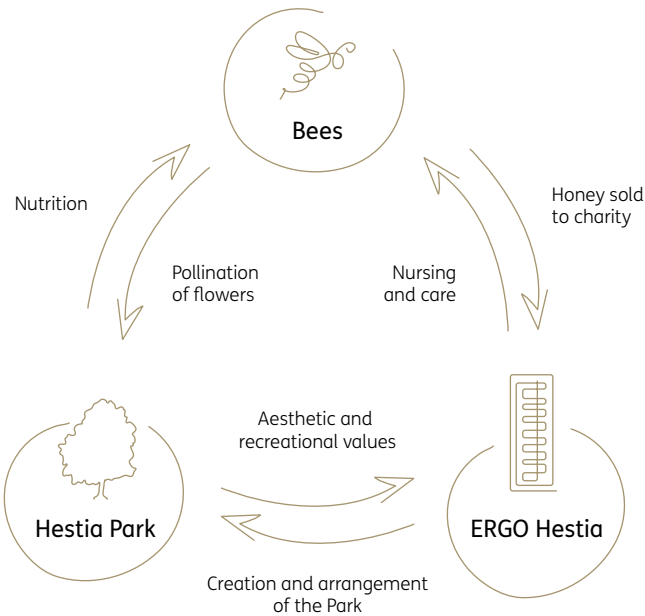 Bees
Nutrition
Honey sold
to charity
Pollination
of flowers
Nursing
and care
Aesthetic and
recreational values
Hestia Park
ERGO Hestia
Creation and arrangement
of the Park